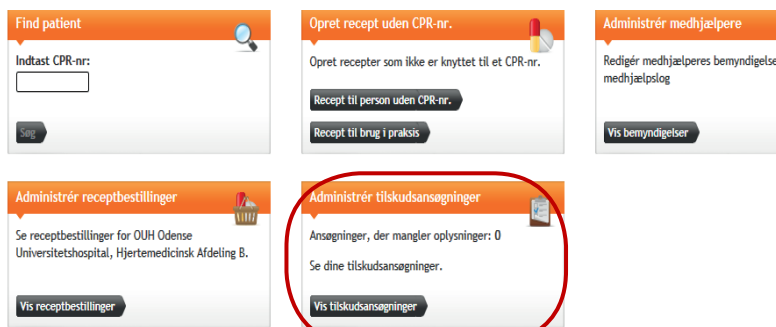 Find patient
Indtast CPR-nr:
Søg
Opret recept uden CPR-nr.
Opret recepter som ikke er knyttet til et CPR-nr.
Recept til person uden CPR-nr.
Recept til brug i praksis
Administrér medhjælpere
Redigér medhjælperes bemyndigelse
medhjælpslog
Vis bemyndigelser
Administrér receptbestillinger
Se receptbestillinger for OUH Odense
Universitetshospital, Hjertemedicinsk Afdeling B.
Vis receptbestillinger
Administrér tilskudsansøgninger
Ansøgninger, der mangler oplysninger: 0
Se dine tilskudsansøgninger.
Vis tilskudsansøgninger